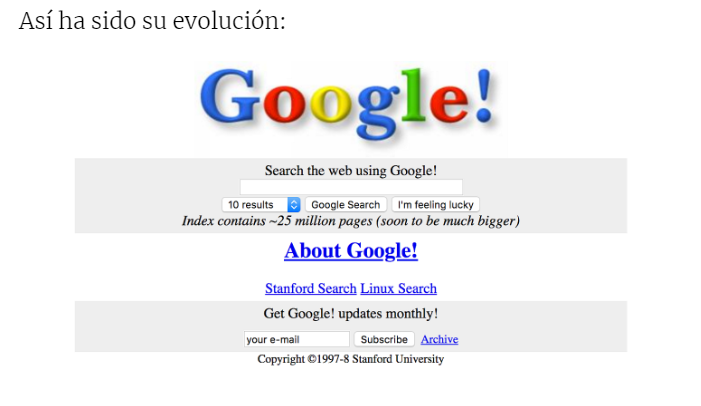 Así ha sido su evolución:
Google!
Search the web using Google!
10 results Google Search I'm feeling lucky
Index contains ~25 million pages (soon to be much bigger)
About Google!
Stanford Search Linux Search
Get Google! updates monthly!
your e-mail Subscribe Archive
Copyright ©1997-8 Stanford University